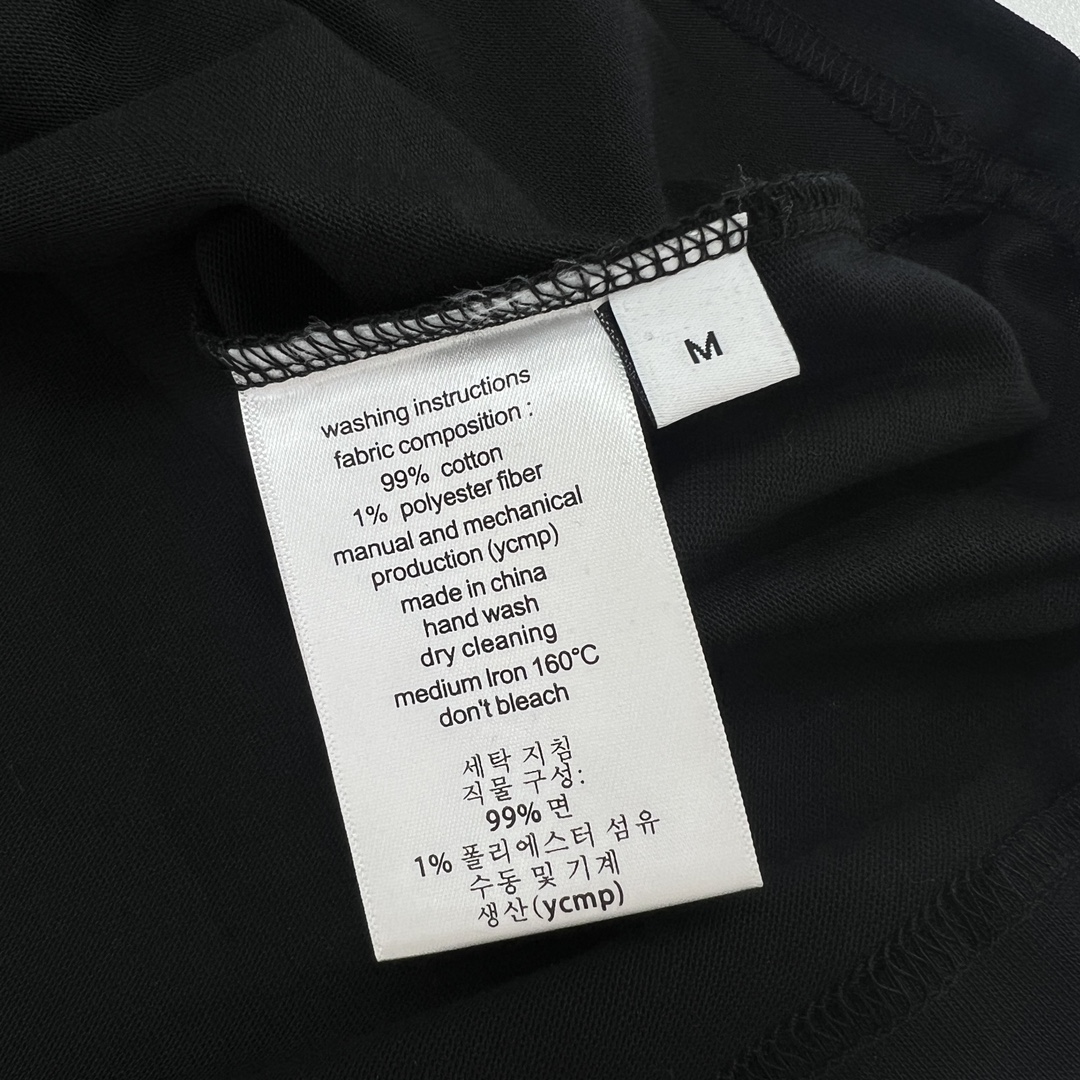 M
washing instructions
fabric composition :
99% cotton
1% polyester fiber
manual and mechanical
production (ycmp)
made in china
hand wash
dry cleaning
medium Iron 160°C
don't bleach
세탁 지침
직물 구성:
99% 면
1% 폴리에스터 섬유
수동 및 기계
생산(ycmp)